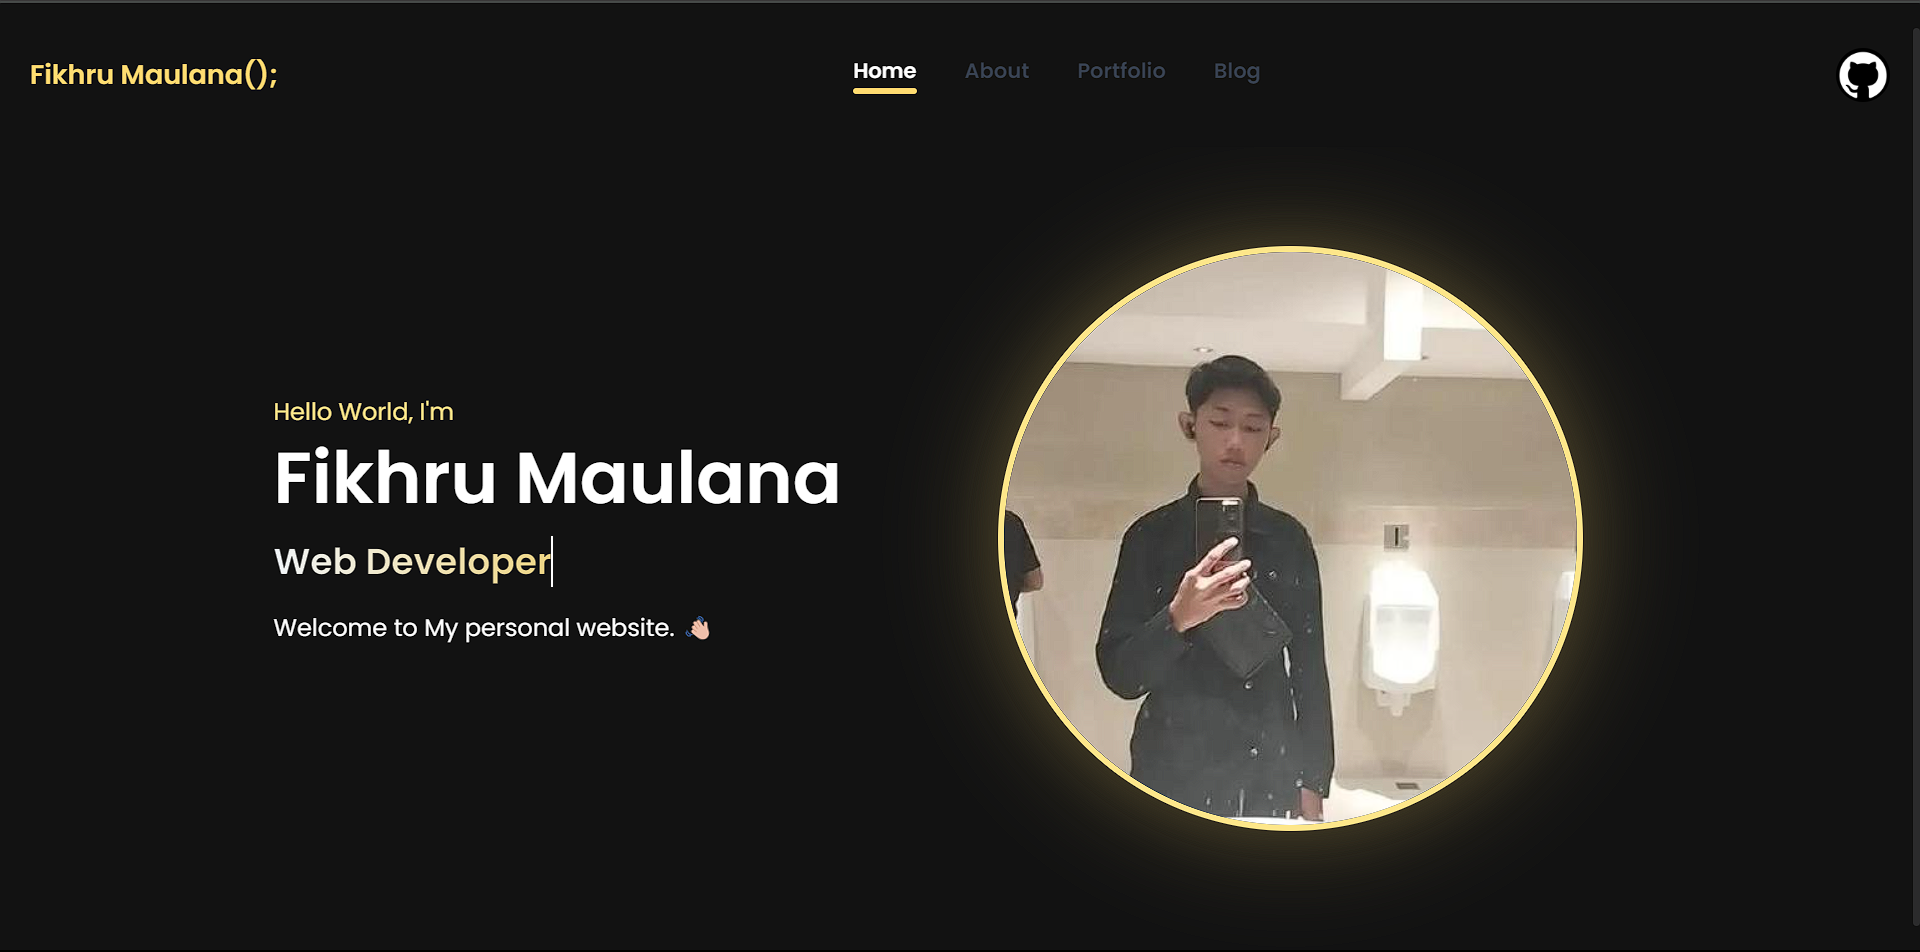 Fikhru Maulana();
Home About Portfolio Blog
Hello World, I'm
Fikhru Maulana
Web Developer
Welcome to My personal website. 👋🏻